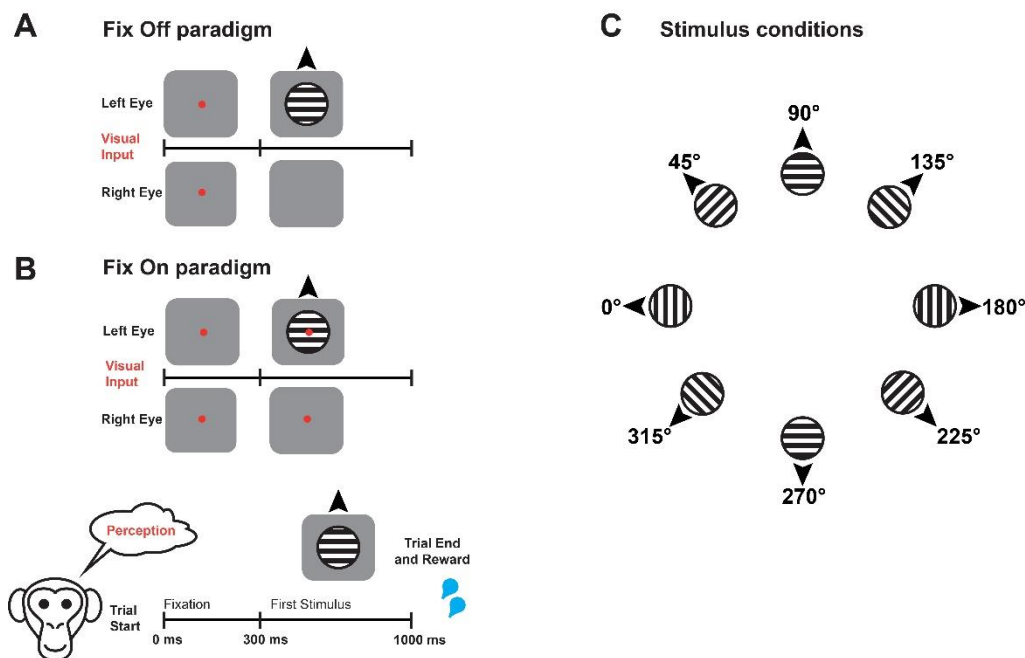 A Fix Off paradigm
Left Eye
Visual
Input
Right Eye
B Fix On paradigm
Left Eye
Visual
Input
Right Eye
Perception
Trial End
and Reward
Trial
Start
Fixation
First Stimulus
0 ms
300 ms
1000 ms
C Stimulus conditions
90°
45°
135°
0°
180°
315°
225°
270°